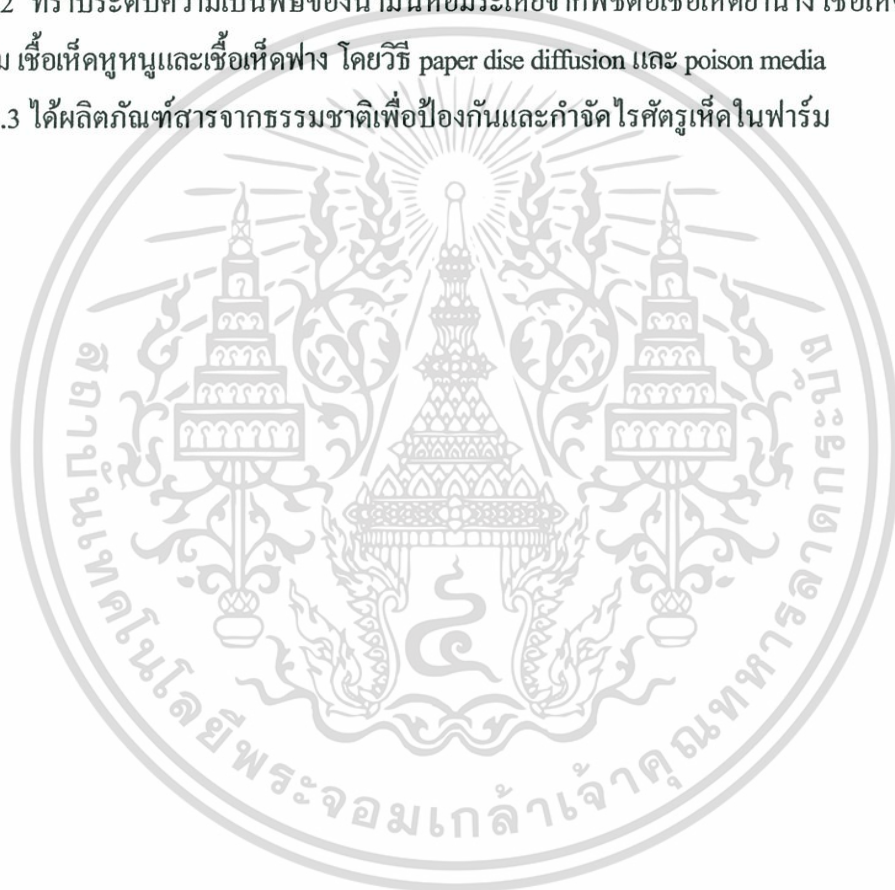 2 ทราบระดับความเป็นพิษของน้ำมันหอมระเหยจากพืชต่อเชื้อเห็ดฮานาง เชื้อเห็ด
ม เชื้อเห็ดหูหนูและเชื้อเห็ดฟาง โดยวิธี paper dise diffusion และ poison media
.3 ได้ผลิตภัณฑ์สารจากธรรมชาติเพื่อป้องกันและกำจัดไรศัตรูเห็ดในฟาร์ม
สถาบันเทคโนโลยีพระจอมเกล้าเจ้าคุณทหารลาดกระบัง